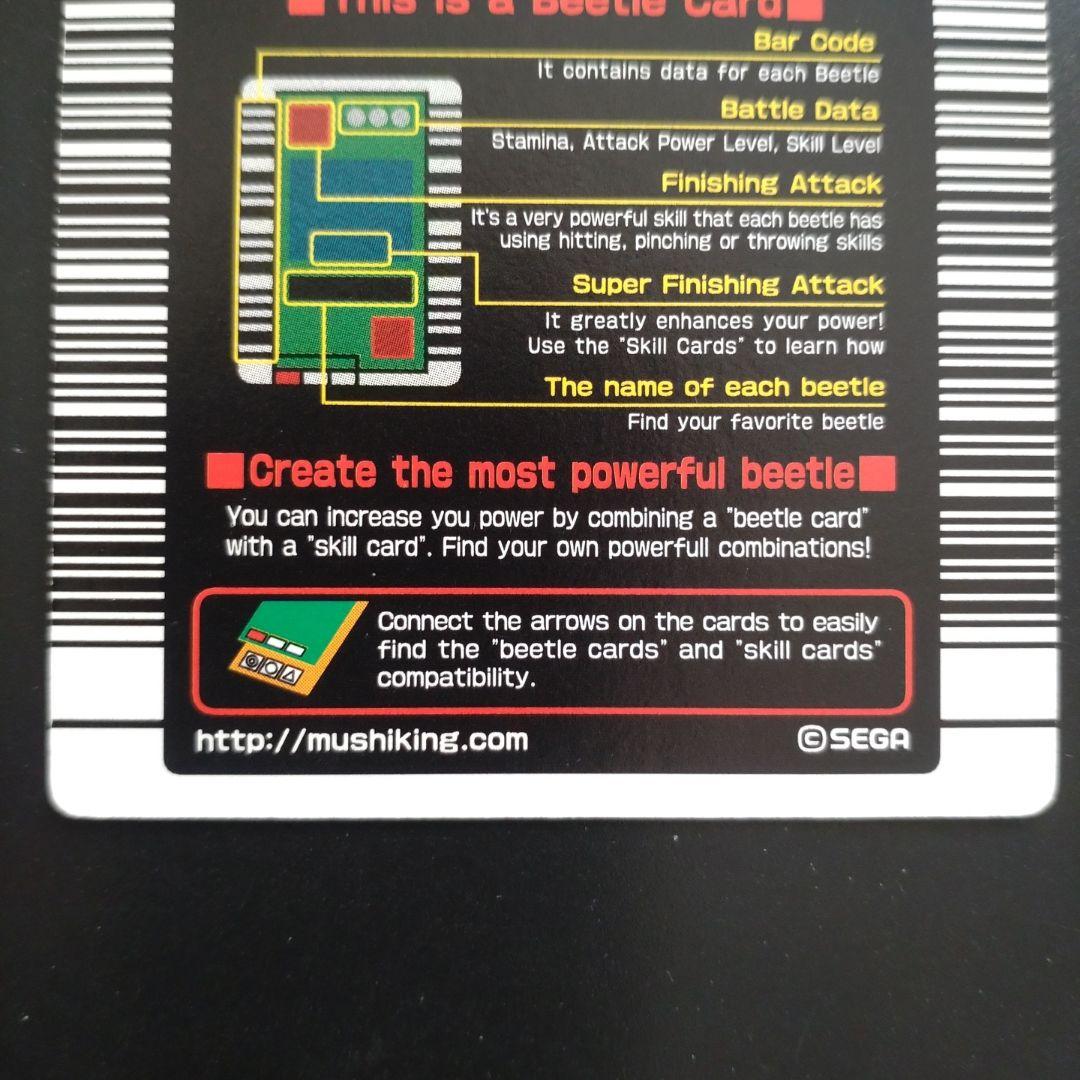 ■This is a Beetle Card■
Bar Code
It contains data for each Beetle
Battle Data
Stamina, Attack Power Level, Skill Level
Finishing Attack
It's a very powerful skill that each beetle has
using hitting, pinching or throwing skills
Super Finishing Attack
It greatly enhances your power!
Use the "Skill Cards" to learn how
The name of each beetle
Find your favorite beetle
■Create the most powerful beetle■
You can increase you power by combining a "beetle card"
with a "skill card". Find your own powerfull combinations!
Connect the arrows on the cards to easily
find the "beetle cards" and "skill cards"
compatibility.
http://mushiking.com
©SEGA